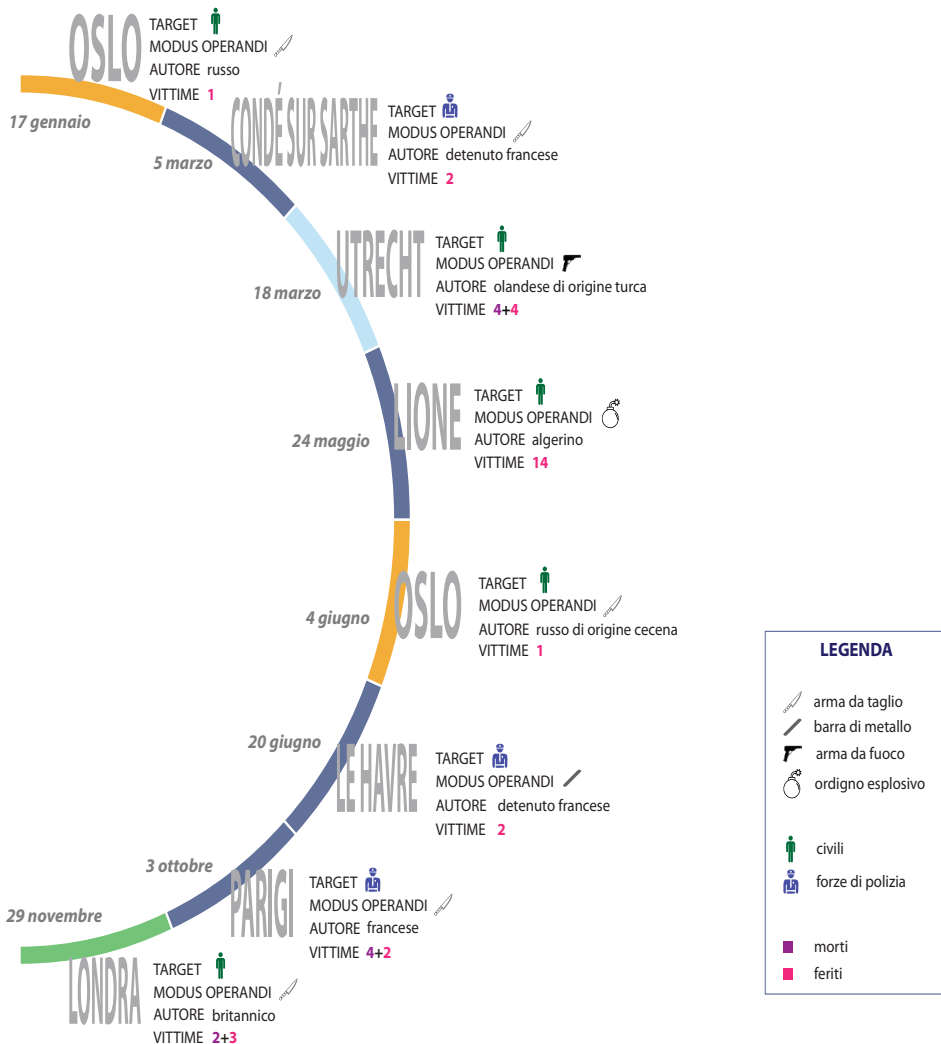 OSLO
TARGET
MODUS OPERANDI
AUTORE russo
VITTIME 1
17 gennaio
CONDÉ SUR SARTHE
TARGET
MODUS OPERANDI
AUTORE detenuto francese
VITTIME 2
5 marzo
UTRECHT
TARGET
MODUS OPERANDI
AUTORE olandese di origine turca
VITTIME 4+4
18 marzo
LIONE
TARGET
MODUS OPERANDI
AUTORE algerino
VITTIME 14
24 maggio
OSLO
TARGET
MODUS OPERANDI
AUTORE russo di origine cecena
VITTIME 1
4 giugno
LE HAVRE
TARGET
MODUS OPERANDI
AUTORE detenuto francese
VITTIME 2
20 giugno
PARIGI
TARGET
MODUS OPERANDI
AUTORE francese
VITTIME 4+2
3 ottobre
LONDRA
TARGET
MODUS OPERANDI
AUTORE britannico
VITTIME 2+3
29 novembre
LEGENDA
arma da taglio
barra di metallo
arma da fuoco
ordigno esplosivo
civili
forze di polizia
morti
feriti